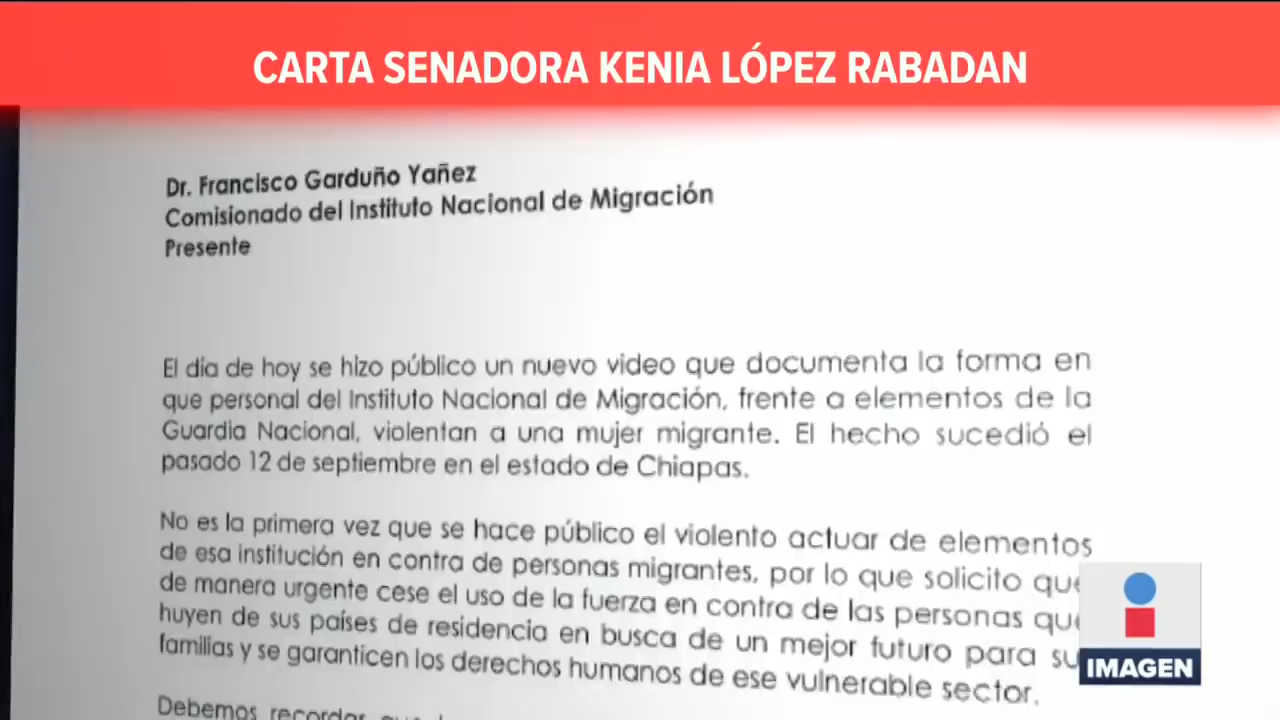 CARTA SENADORA KENIA LÓPEZ RABADAN
Dr. Francisco Garduño Yañez
Comisionado del Instituto Nacional de Migración
Presente
El día de hoy se hizo público un nuevo video que documenta la forma en
que personal del Instituto Nacional de Migración, frente a elementos de la
Guardia Nacional, violentan a una mujer migrante. El hecho sucedió el
pasado 12 de septiembre en el estado de Chiapas.
No es la primera vez que se hace público el violento actuar de elementos
de esa institución en contra de personas migrantes, por lo que solicito que
de manera urgente cese el uso de la fuerza en contra de las personas que
huyen de sus países de residencia en busca de un mejor futuro para su
familias y se garanticen los derechos humanos de ese vulnerable sector.
Debemos recordar que
IMAGEN